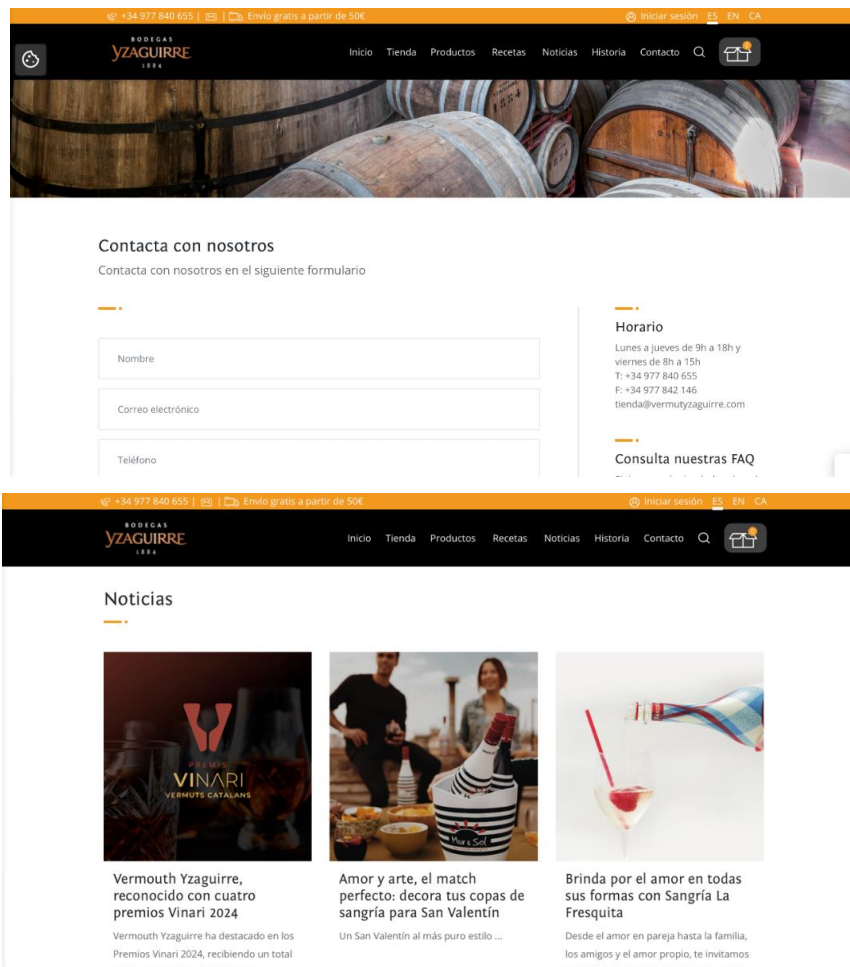 +34 977 840 655 | | Envío gratis a partir de 50€
Iniciar sesión ES EN CA
BODEGAS
YZAGUIRRE
1884
Inicio Tienda Productos Recetas Noticias Historia Contacto
0
1884
Contacta con nosotros
Contacta con nosotros en el siguiente formulario
Nombre
Correo electrónico
Teléfono
Horario
Lunes a jueves de 9h a 18h y
viernes de 8h a 15h
T: +34 977 840 655
F: +34 977 842 146
tienda@vermutyzaguirre.com
Consulta nuestras FAQ
+34 977 840 655 | | Envío gratis a partir de 50€
Iniciar sesión ES EN CA
BODEGAS
YZAGUIRRE
1884
Inicio Tienda Productos Recetas Noticias Historia Contacto
0
Noticias
PREMIS
VINARI
VERMUTS CATALANS
Mar & Sol
Vermouth Yzaguirre,
reconocido con cuatro
premios Vinari 2024
Vermouth Yzaguirre ha destacado en los
Premios Vinari 2024, recibiendo un total
Amor y arte, el match
perfecto: decora tus copas de
sangría para San Valentín
Un San Valentín al más puro estilo ...
Brinda por el amor en todas
sus formas con Sangría La
Fresquita
Desde el amor en pareja hasta la familia,
los amigos y el amor propio, te invitamos